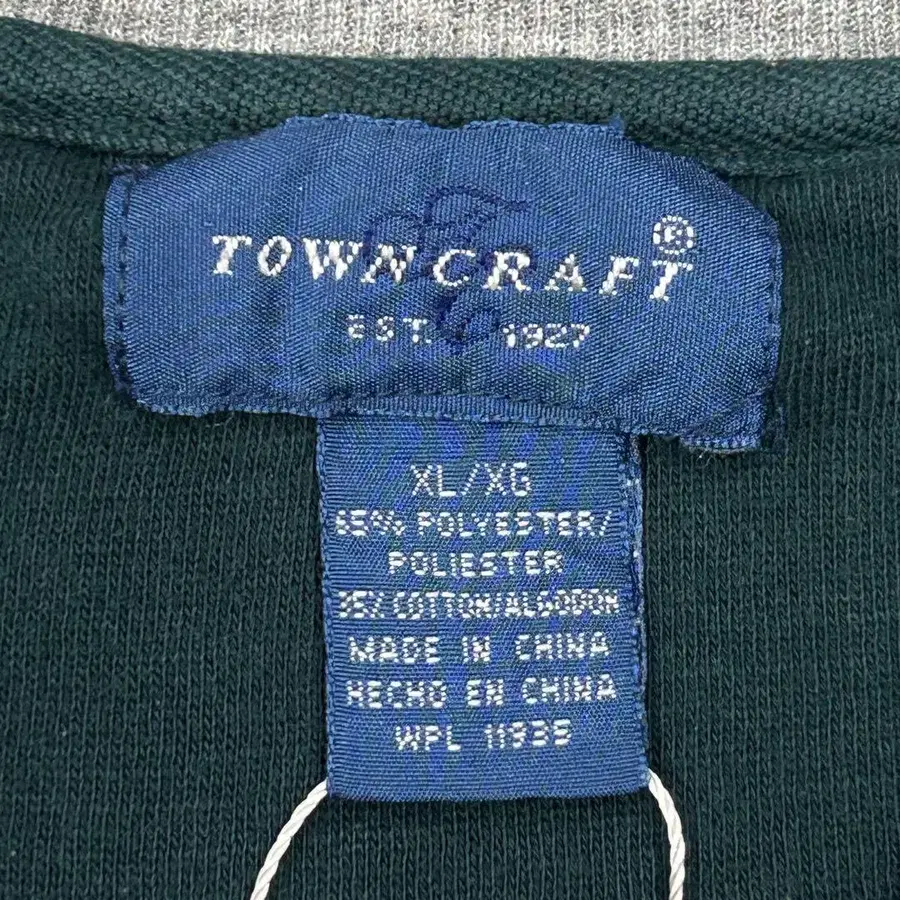 TOWNCRAFT®
EST. 1927
XL/XG
65% POLYESTER/
POLIESTER
35% COTTON/ALGODON
MADE IN CHINA
HECHO EN CHINA
WPL 11935